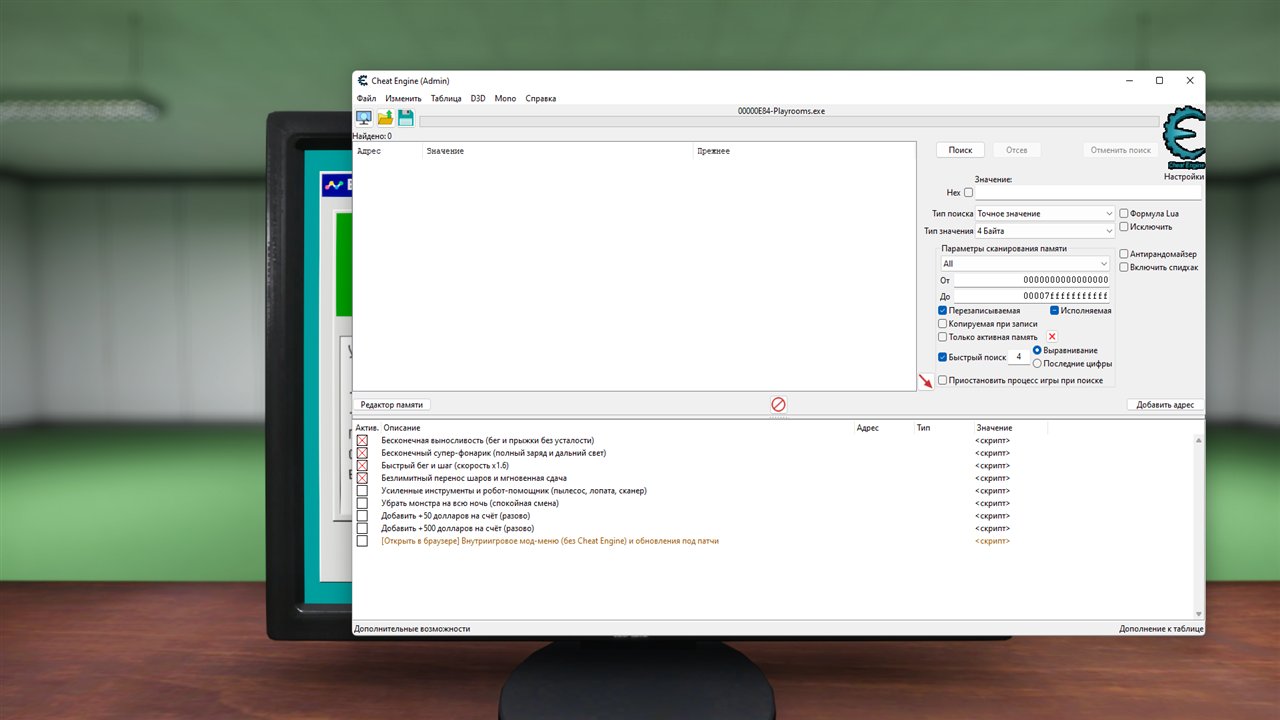 Cheat Engine (Admin)
Файл Изменить Таблица D3D Mono Справка
00000E84-Playrooms.exe
Найдено: 0
Адрес Значение Прежнее
Поиск Отсев Отменить поиск
Cheat Engine
Настройки
Значение:
Hex
Тип поиска Точное значение Формула Lua
Тип значения 4 Байта Исключить
Параметры сканирования памяти
All
Антирандомайзер
От 0000000000000000
Включить спидхак
До 00007fffffffffff
Перезаписываемая Исполняемая
Копируемая при записи
Только активная память
Быстрый поиск 4 Выравнивание
Последние цифры
Приостановить процесс игры при поиске
Редактор памяти Добавить адрес
Актив. Описание Адрес Тип Значение
Бесконечная выносливость (бег и прыжки без усталости) <скрипт>
Бесконечный супер-фонарик (полный заряд и дальний свет) <скрипт>
Быстрый бег и шаг (скорость x1.6) <скрипт>
Безлимитный перенос шаров и мгновенная сдача <скрипт>
Усиленные инструменты и робот-помощник (пылесос, лопата, сканер) <скрипт>
Убрать монстра на всю ночь (спокойная смена) <скрипт>
Добавить +50 долларов на счёт (разово) <скрипт>
Добавить +500 долларов на счёт (разово) <скрипт>
[Открыть в браузере] Внутриигровое мод-меню (без Cheat Engine) и обновления под патчи <скрипт>
Дополнительные возможности Дополнение к таблице